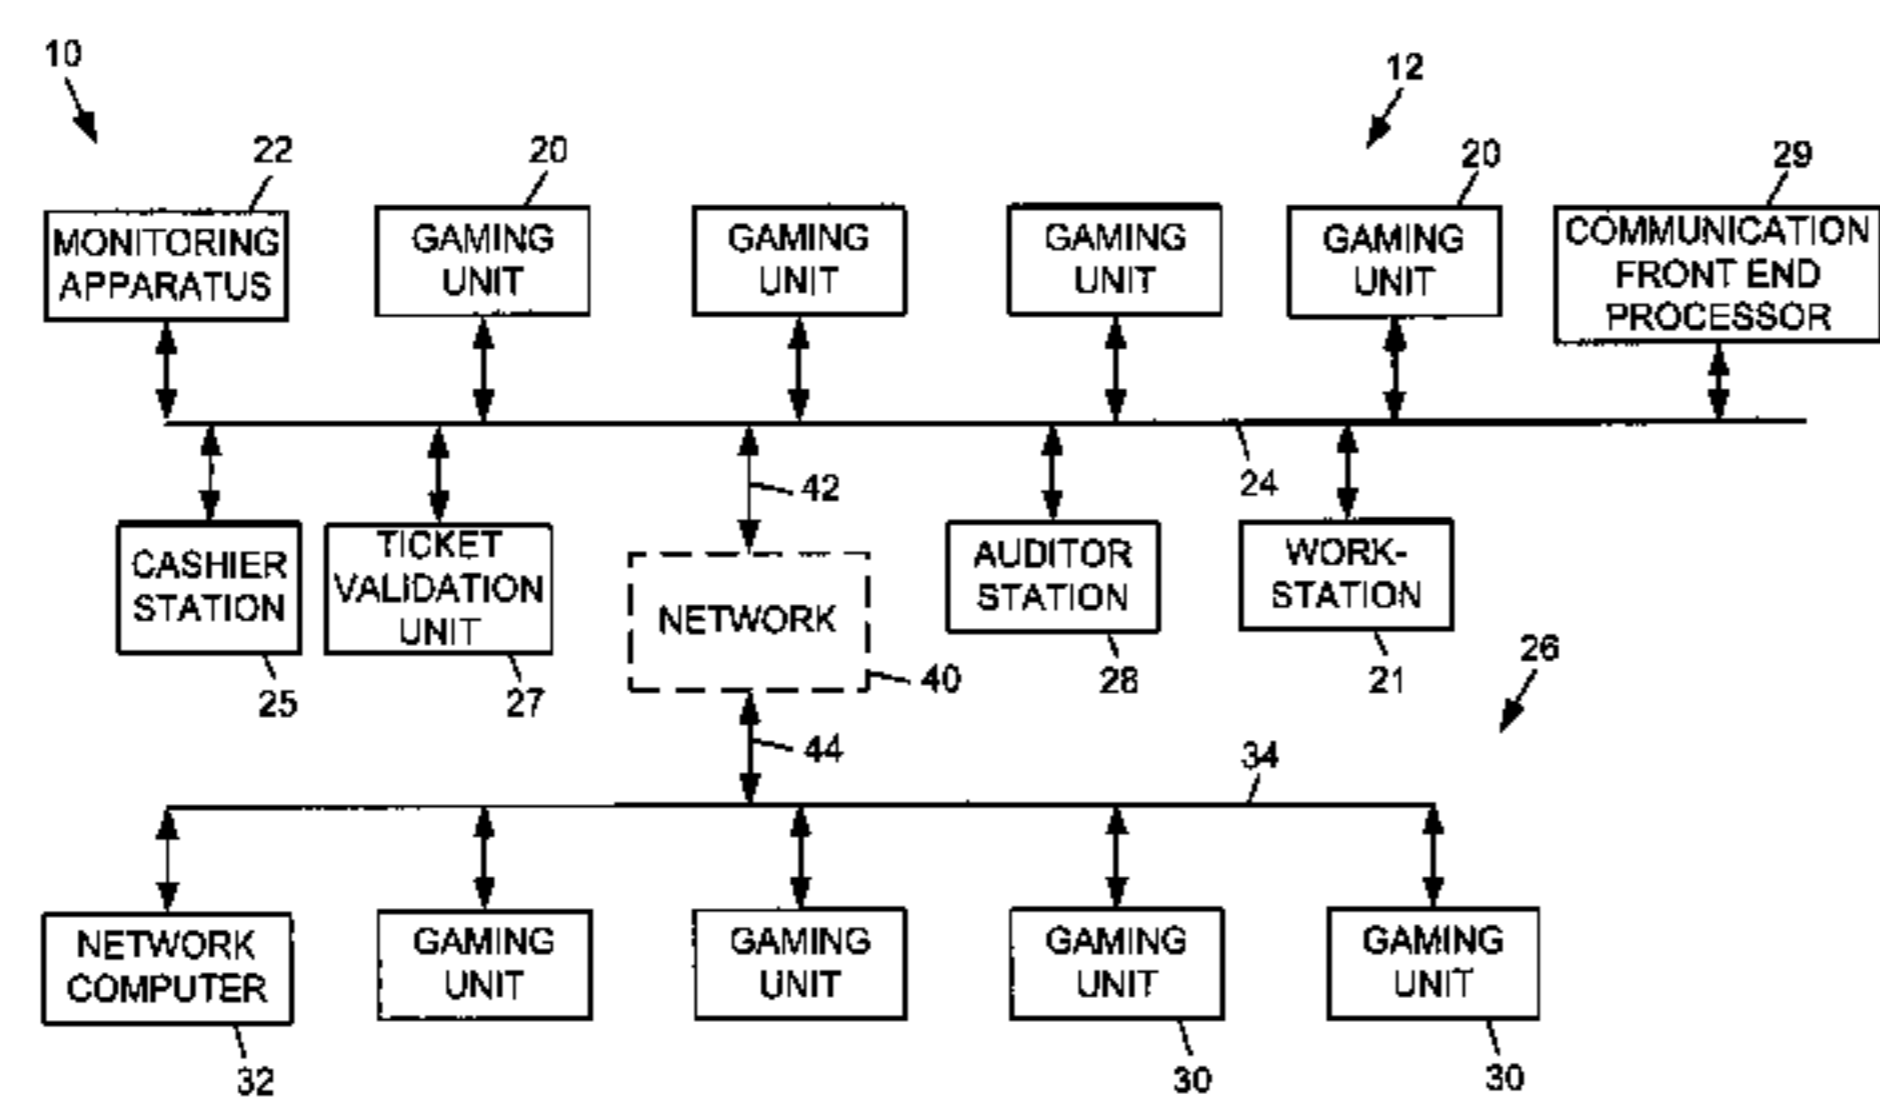 10
12
22
20
20
29
MONITORING
APPARATUS
GAMING
UNIT
GAMING
UNIT
GAMING
UNIT
GAMING
UNIT
COMMUNICATION
FRONT END
PROCESSOR
42
24
CASHIER
STATION
TICKET
VALIDATION
UNIT
NETWORK
AUDITOR
STATION
WORK-
STATION
25
27
40
28
21
26
44
34
NETWORK
COMPUTER
GAMING
UNIT
GAMING
UNIT
GAMING
UNIT
GAMING
UNIT
32
30
30